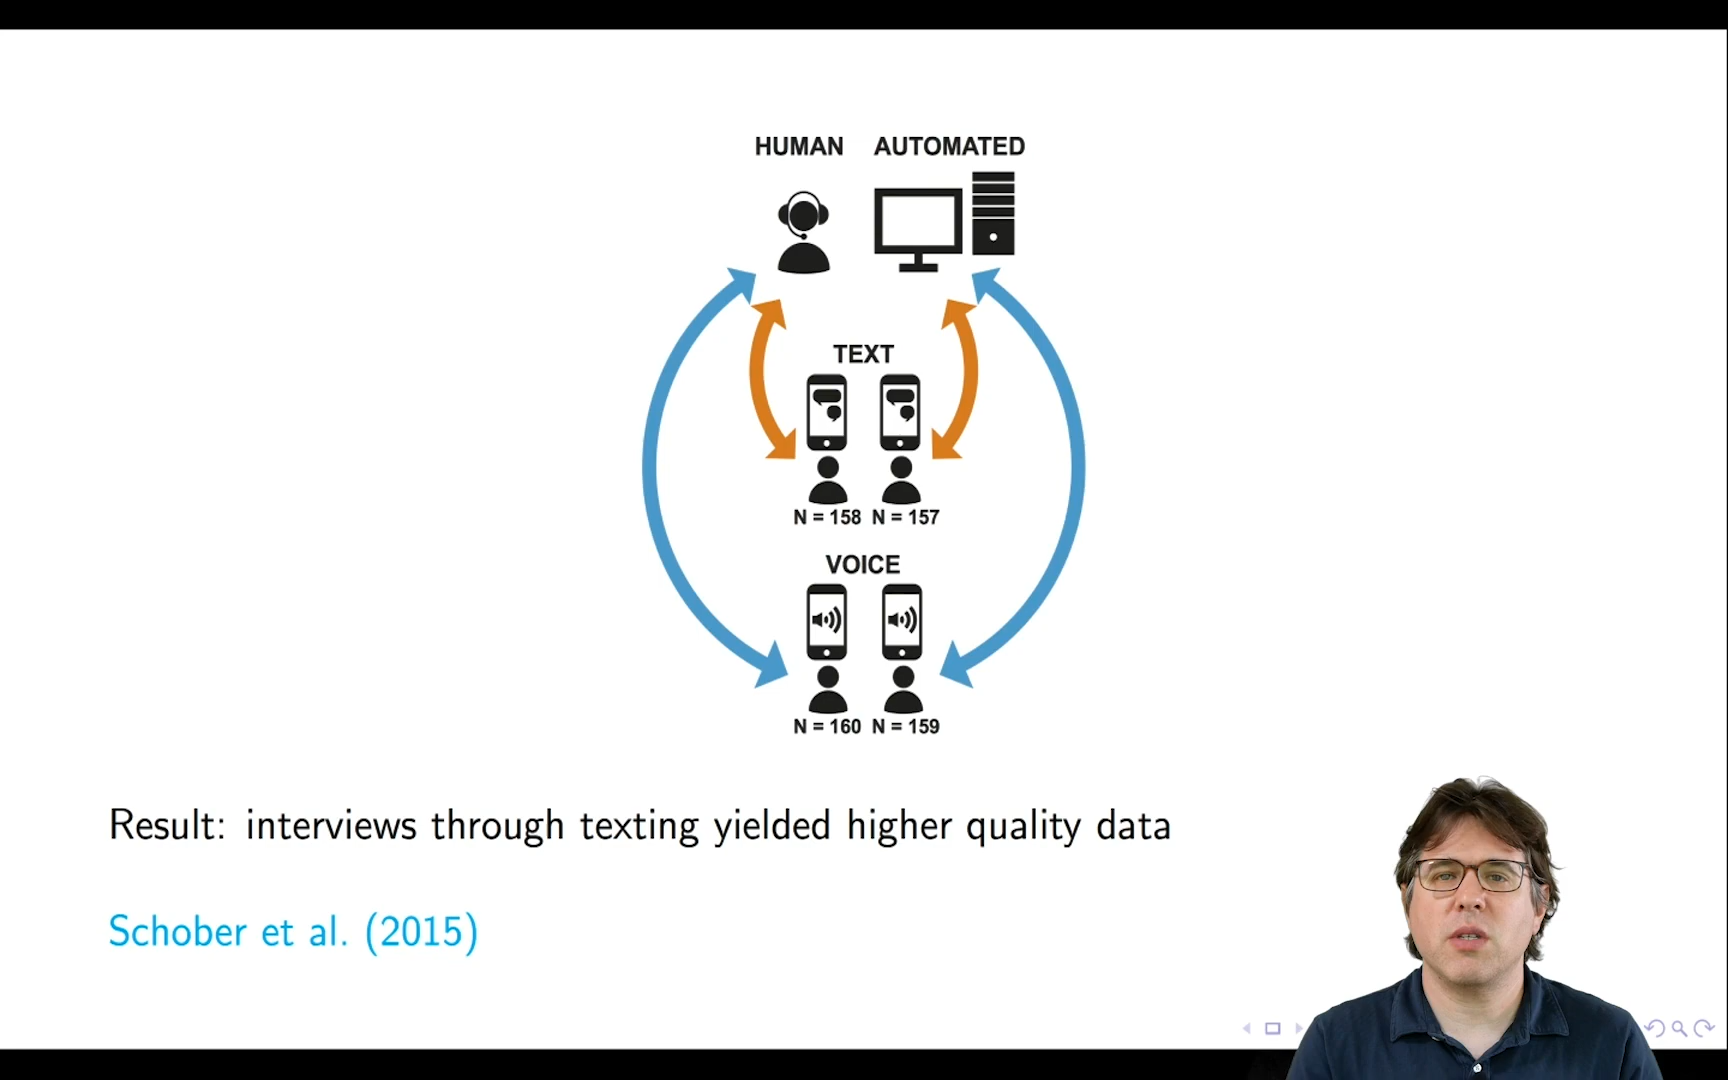 HUMAN AUTOMATED
TEXT
N = 158 N = 157
VOICE
N = 160 N = 159
Result: interviews through texting yielded higher quality data
Schober et al. (2015)